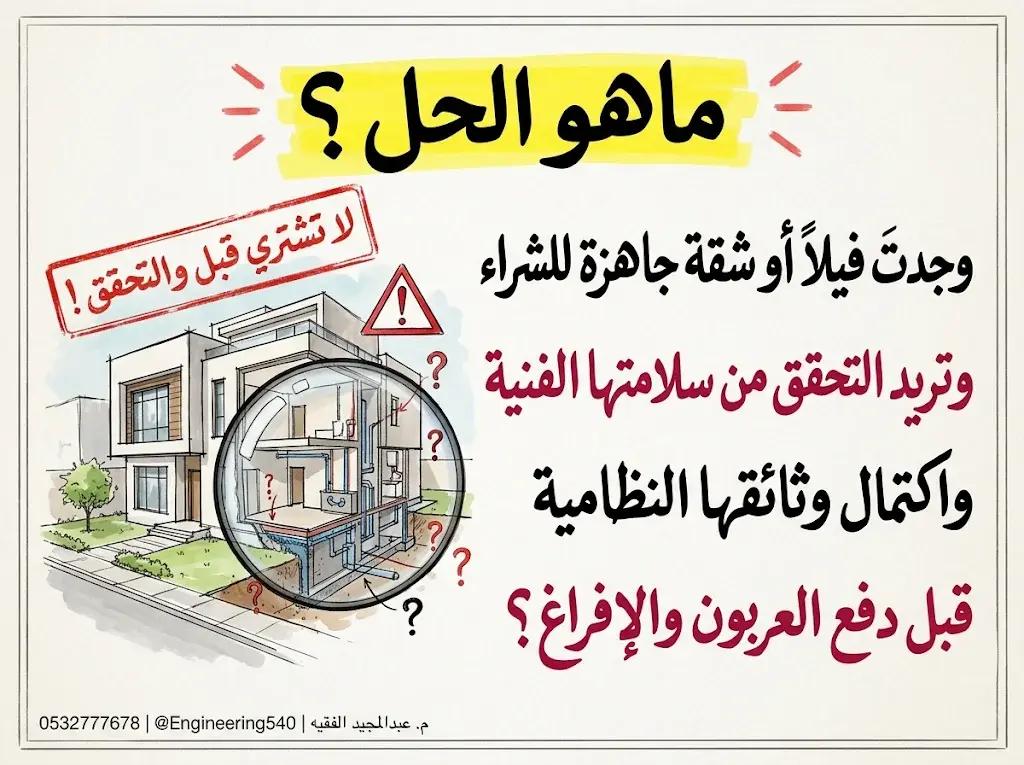 ماهو الحل ؟
لا تشتري قبل والتحقق !
وجدتَ فيلاً أو شقة جاهزة للشراء
وتريد التحقق من سلامتها الفنية
واكتمال وثائقها النظامية
قبل دفع العربون والإفراغ ؟
0532777678 | @Engineering540 | م. عبدالمجيد الفقيه